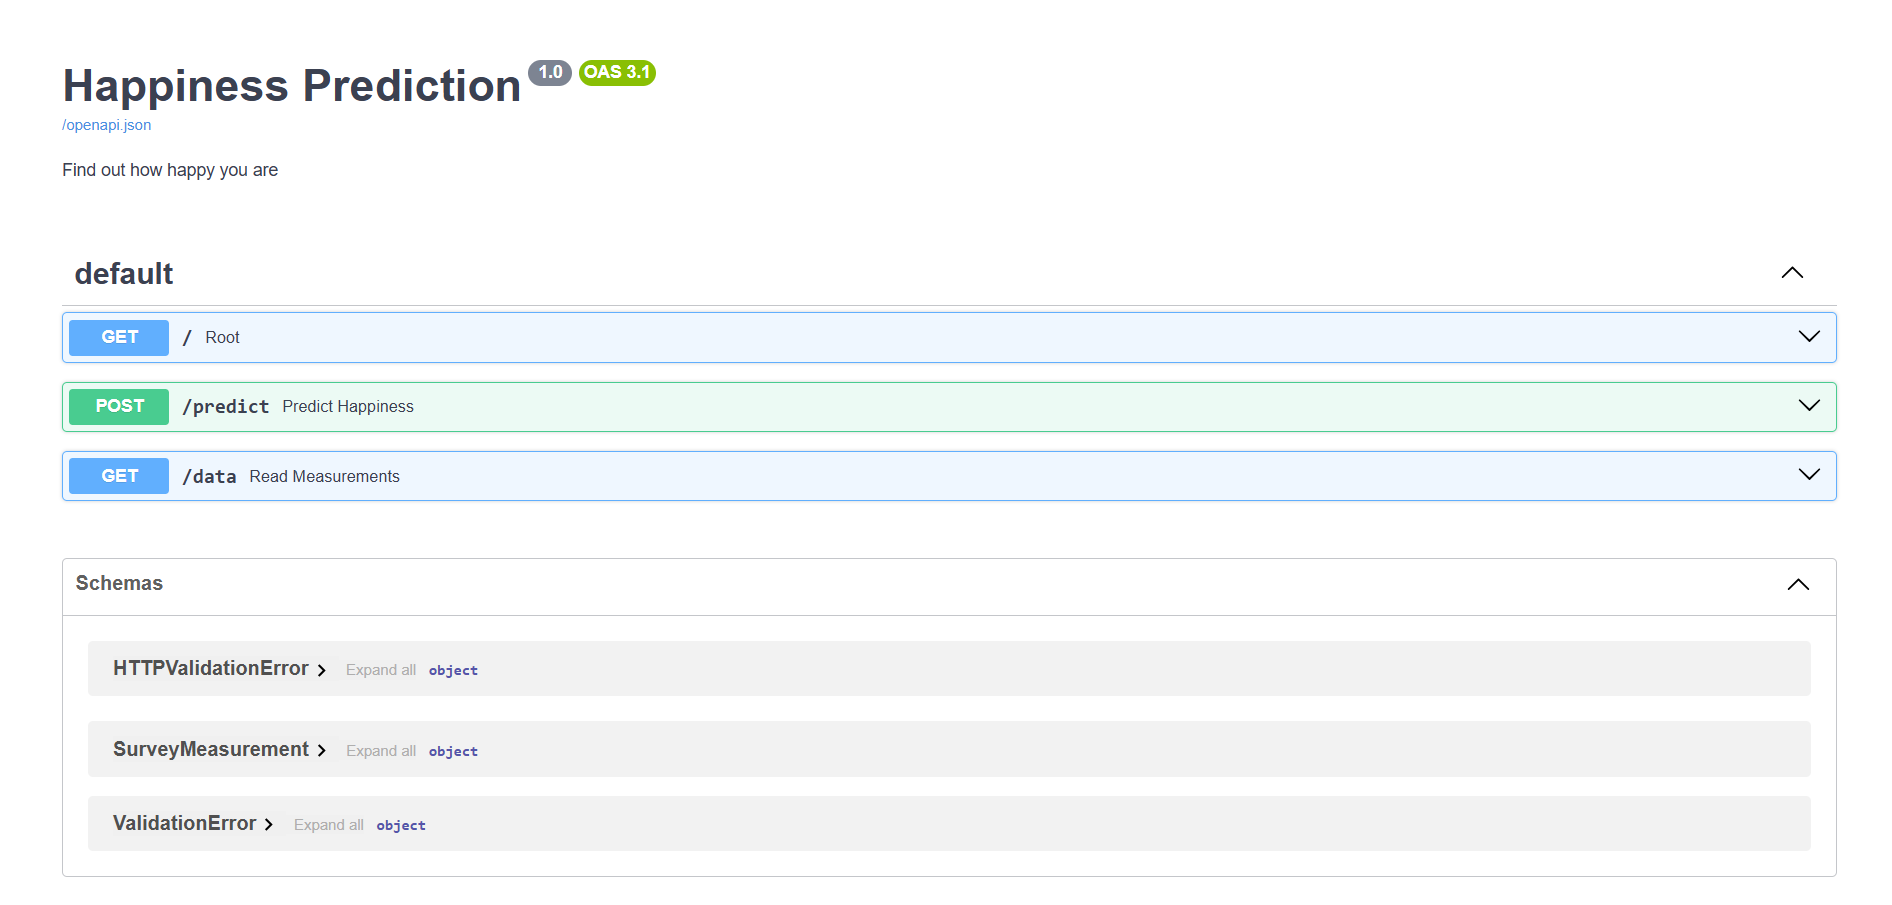 Happiness Prediction 1.0 OAS 3.1
/openapi.json
Find out how happy you are
default
GET / Root
POST /predict Predict Happiness
GET /data Read Measurements
Schemas
HTTPValidationError Expand all object
SurveyMeasurement Expand all object
ValidationError Expand all object